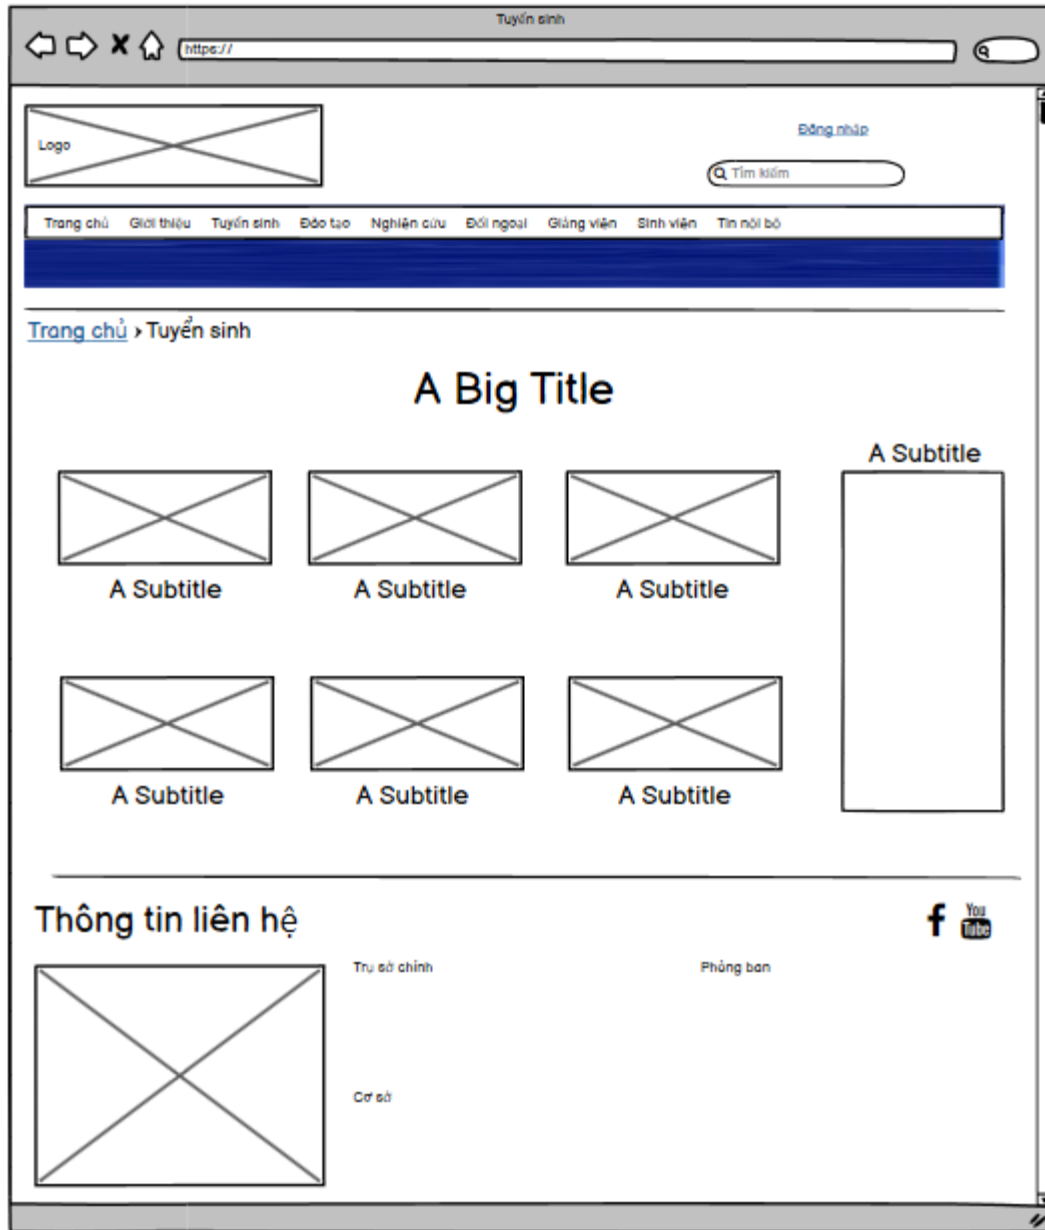 Tuyển sinh
https://
Logo
Đăng nhập
Tìm kiếm
Trang chủ Giới thiệu Tuyển sinh Đào tạo Nghiên cứu Đối ngoại Giảng viên Sinh viên Tin nội bộ
Trang chủ › Tuyển sinh
A Big Title
A Subtitle
A Subtitle A Subtitle A Subtitle
A Subtitle A Subtitle A Subtitle
Thông tin liên hệ
You
Tube
Trụ sở chính
Phòng ban
Cơ sở